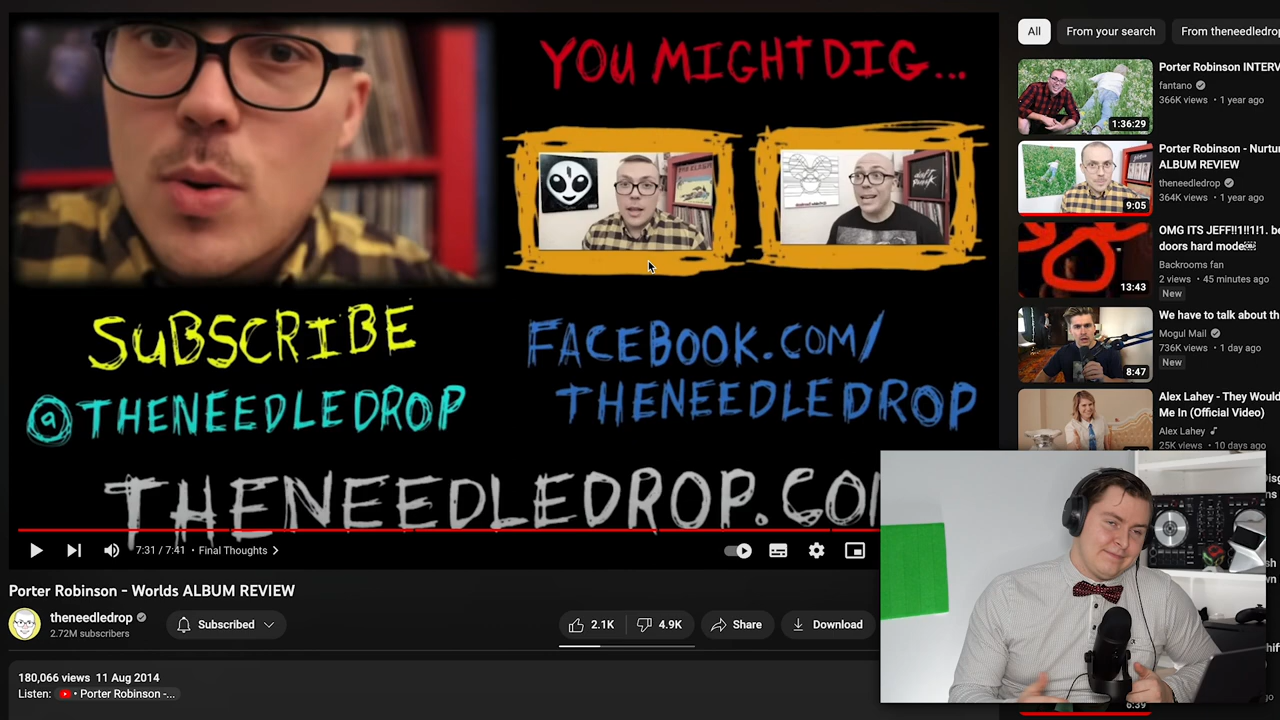 YOU MIGHT DIG...
SUBSCRIBE
@THENEEDLEDROP
FACEBOOK.COM/
THENEEDLEDROP
THENEEDLEDROP.CO
7:31 / 7:41 • Final Thoughts
Porter Robinson - Worlds ALBUM REVIEW
theneedledrop
2.72M subscribers
Subscribed
2.1K
4.9K
Share
Download
180,066 views 11 Aug 2014
Listen: • Porter Robinson -...
All
From your search
From theneedledrop
Porter Robinson INTERV
fantano
366K views • 1 year ago
1:36:29
Porter Robinson - Nurtur
ALBUM REVIEW
theneedledrop
364K views • 1 year ago
9:05
OMG ITS JEFF!!1!!1!1. be
doors hard mode
Backrooms fan
2 views • 45 minutes ago
New
13:43
We have to talk about th
Mogul Mail
736K views • 1 day ago
New
8:47
Alex Lahey - They Would
Me In (Official Video)
Alex Lahey
25K views • 10 days ago
6:39